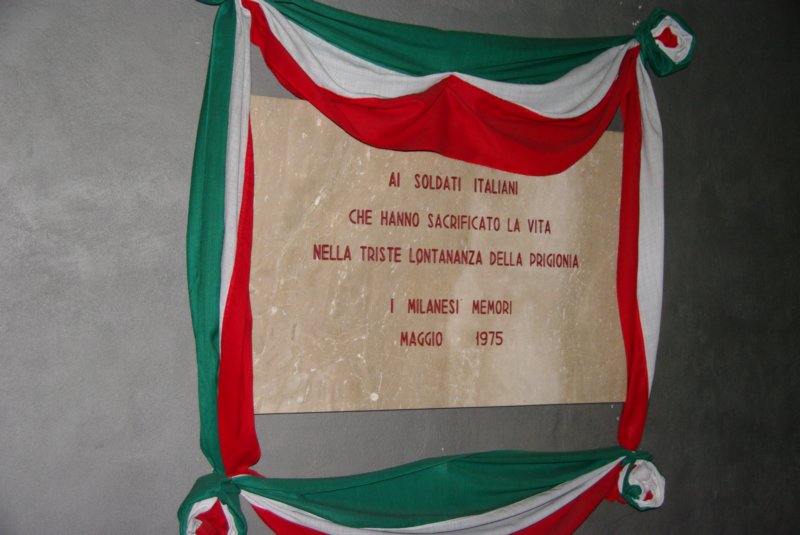 AI SOLDATI ITALIANI
CHE HANNO SACRIFICATO LA VITA
NELLA TRISTE LONTANANZA DELLA PRIGIONIA
I MILANESI MEMORI
MAGGIO 1975